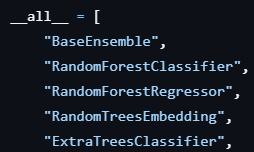 __all__ = [
    "BaseEnsemble",
    "RandomForestClassifier",
    "RandomForestRegressor",
    "RandomTreesEmbedding",
    "ExtraTreesClassifier",